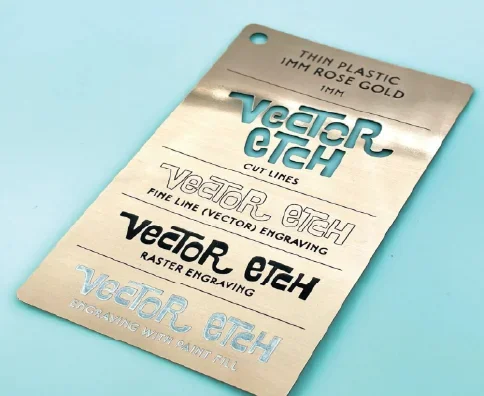 THIN PLASTIC
1MM ROSE GOLD
1MM
VECTOR
ETCH
CUT LINES
VECTOR ETCH
FINE LINE (VECTOR) ENGRAVING
VECTOR ETCH
RASTER ENGRAVING
VECTOR ETCH
ENGRAVING WITH PAINT FILL